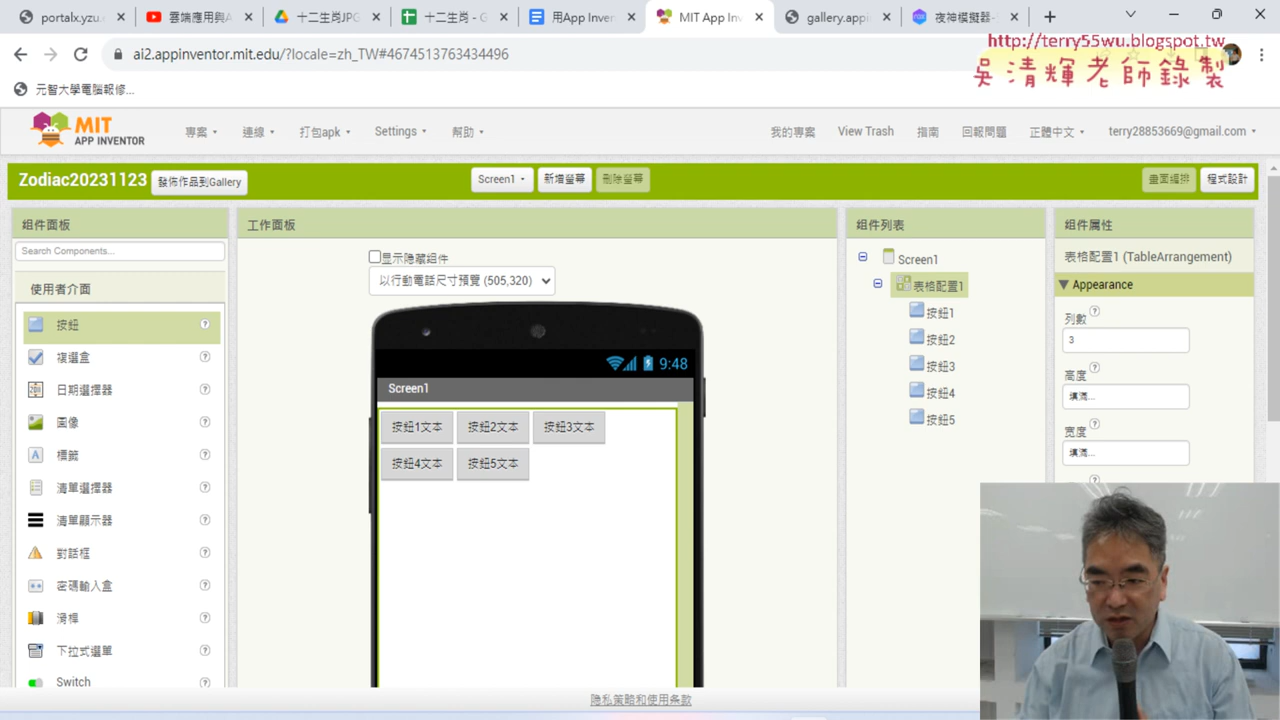 portalx.yzu.c
雲端應用與A
十二生肖JPG
十二生肖 - G
用App Inver
MIT App Inv
gallery.appi
夜神模擬器-
ai2.appinventor.mit.edu/?locale=zh_TW#4674513763434496
http://terry55wu.blogspot.tw
吳清輝老師錄製
元智大學電腦報修...
MIT
APP INVENTOR
專案
連線
打包apk
Settings
幫助
我的專案
View Trash
指南
回報問題
正體中文
terry28853669@gmail.com
Zodiac20231123
發佈作品到Gallery
Screen1
新增螢幕
刪除螢幕
畫面編排
程式設計
組件面板
工作面板
組件列表
組件屬性
Search Components...
使用者介面
按鈕
複選盒
日期選擇器
圖像
標籤
清單選擇器
清單顯示器
對話框
密碼輸入盒
滑桿
下拉式選單
Switch
显示隐藏组件
以行動電話尺寸預覽 (505,320)
9:48
Screen1
按鈕1文本
按鈕2文本
按鈕3文本
按鈕4文本
按鈕5文本
Screen1
表格配置1
按鈕1
按鈕2
按鈕3
按鈕4
按鈕5
表格配置1 (TableArrangement)
Appearance
列數
3
高度
填滿...
宽度
填滿...
隐私策略和使用条款